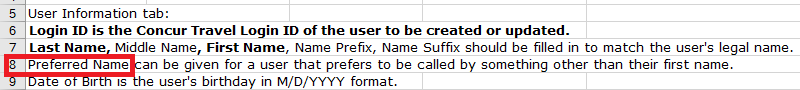 5 User Information tab:
6 Login ID is the Concur Travel Login ID of the user to be created or updated.
7 Last Name, Middle Name, First Name, Name Prefix, Name Suffix should be filled in to match the user's legal name.
8 Preferred Name can be given for a user that prefers to be called by something other than their first name.
9 Date of Birth is the user's birthday in M/D/YYYY format.